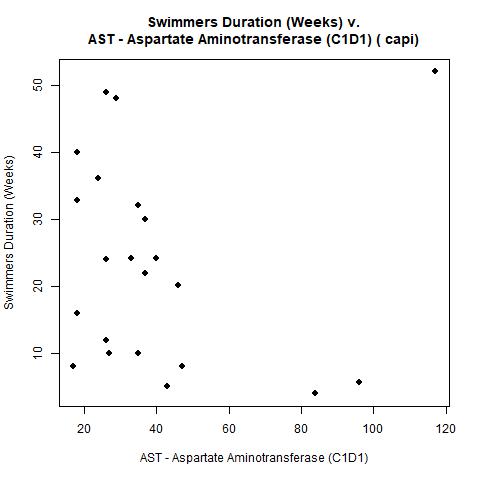 Swimmers Duration (Weeks) v.
AST - Aspartate Aminotransferase (C1D1) ( capi)
Swimmers Duration (Weeks)
50
40
30
20
10
20
40
60
80
100
120
AST - Aspartate Aminotransferase (C1D1)